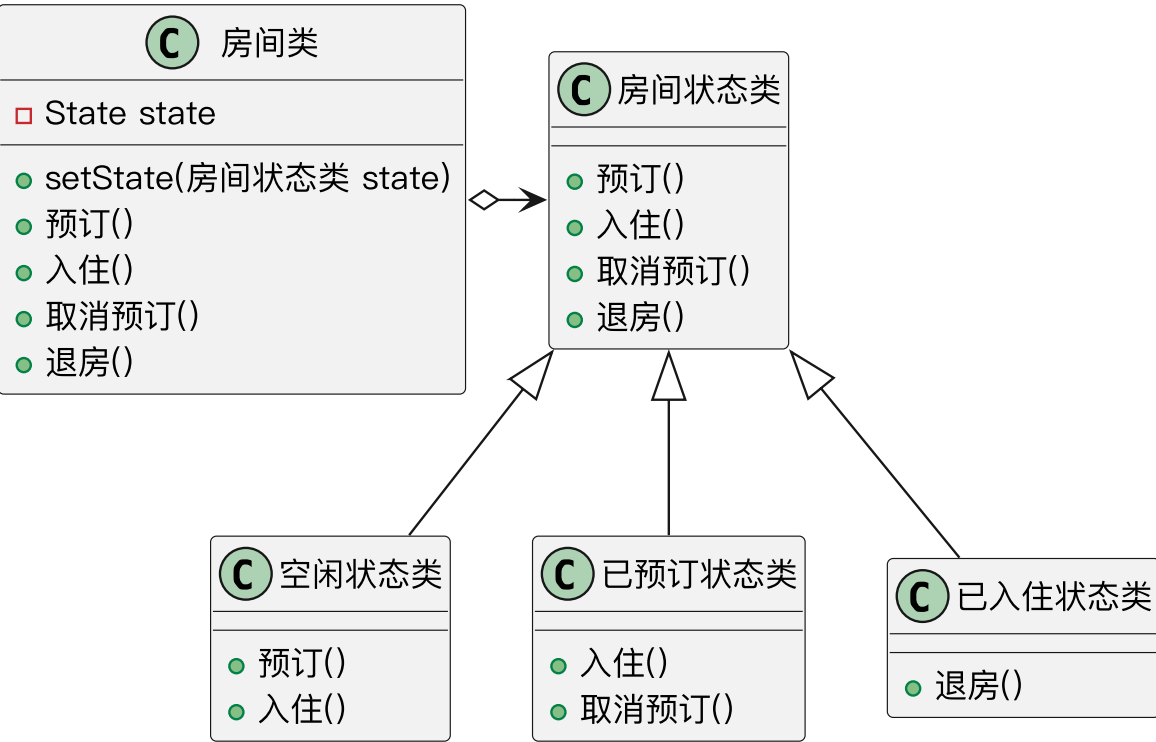 C 房间类
State state
setState(房间状态类 state)
预订()
入住()
取消预订()
退房()
C 房间状态类
预订()
入住()
取消预订()
退房()
C 空闲状态类
预订()
入住()
C 已预订状态类
入住()
取消预订()
C 已入住状态类
退房()